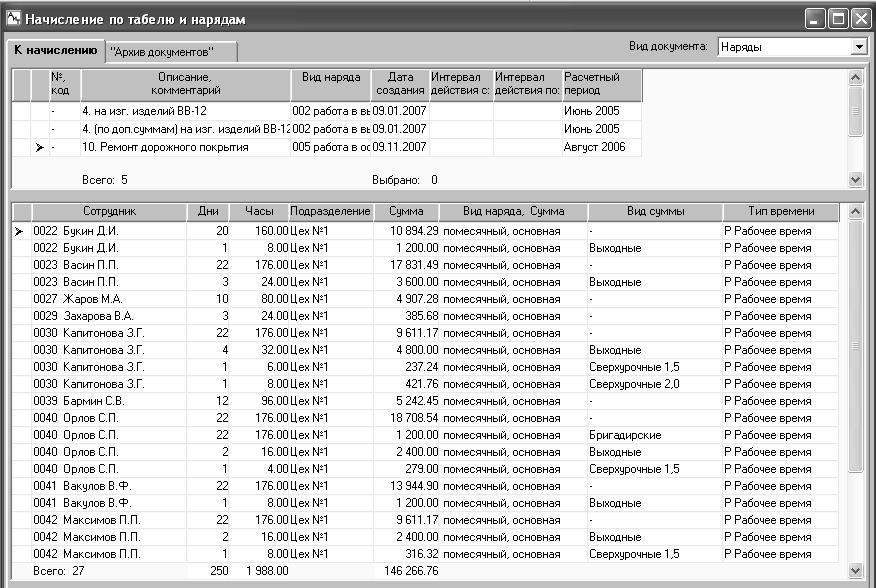 Начисление по табелю и нарядам
К начислению "Архив документов" Вид документа: Наряды
№, код Описание, комментарий Вид наряда Дата создания Интервал действия с: Интервал действия по: Расчетный период
- 4. на изг. изделий ВВ-12 002 работа в вы 09.01.2007 Июнь 2005
- 4. (по доп.суммам) на изг. изделий ВВ-12 002 работа в вы 09.01.2007 Июнь 2005
- 10. Ремонт дорожного покрытия 005 работа в ос 09.11.2007 Август 2006
Всего: 5 Выбрано: 0
Сотрудник Дни Часы Подразделение Сумма Вид наряда, Сумма Вид суммы Тип времени
0022 Букин Д.И. 20 160.00 Цех №1 10 894.29 помесячный, основная - Р Рабочее время
0022 Букин Д.И. 1 8.00 Цех №1 1 200.00 помесячный, основная Выходные Р Рабочее время
0023 Васин П.П. 22 176.00 Цех №1 17 831.49 помесячный, основная - Р Рабочее время
0023 Васин П.П. 3 24.00 Цех №1 3 600.00 помесячный, основная Выходные Р Рабочее время
0027 Жаров М.А. 10 80.00 Цех №1 4 907.28 помесячный, основная - Р Рабочее время
0029 Захарова В.А. 3 24.00 Цех №1 385.68 помесячный, основная - Р Рабочее время
0030 Капитонова З.Г. 22 176.00 Цех №1 9 611.17 помесячный, основная - Р Рабочее время
0030 Капитонова З.Г. 4 32.00 Цех №1 4 800.00 помесячный, основная Выходные Р Рабочее время
0030 Капитонова З.Г. 1 6.00 Цех №1 237.24 помесячный, основная Сверхурочные 1,5 Р Рабочее время
0030 Капитонова З.Г. 1 8.00 Цех №1 421.76 помесячный, основная Сверхурочные 2,0 Р Рабочее время
0039 Бармин С.В. 12 96.00 Цех №1 5 242.45 помесячный, основная - Р Рабочее время
0040 Орлов С.П. 22 176.00 Цех №1 18 708.54 помесячный, основная - Р Рабочее время
0040 Орлов С.П. 22 176.00 Цех №1 1 200.00 помесячный, основная Бригадирские Р Рабочее время
0040 Орлов С.П. 2 16.00 Цех №1 2 400.00 помесячный, основная Выходные Р Рабочее время
0040 Орлов С.П. 1 4.00 Цех №1 279.00 помесячный, основная Сверхурочные 1,5 Р Рабочее время
0041 Вакулов В.Ф. 22 176.00 Цех №1 13 944.90 помесячный, основная - Р Рабочее время
0041 Вакулов В.Ф. 1 8.00 Цех №1 1 200.00 помесячный, основная Выходные Р Рабочее время
0042 Максимов П.П. 22 176.00 Цех №1 9 611.17 помесячный, основная - Р Рабочее время
0042 Максимов П.П. 2 16.00 Цех №1 2 400.00 помесячный, основная Выходные Р Рабочее время
0042 Максимов П.П. 1 8.00 Цех №1 316.32 помесячный, основная Сверхурочные 1,5 Р Рабочее время
Всего: 27 250 1 988.00 146 266.76